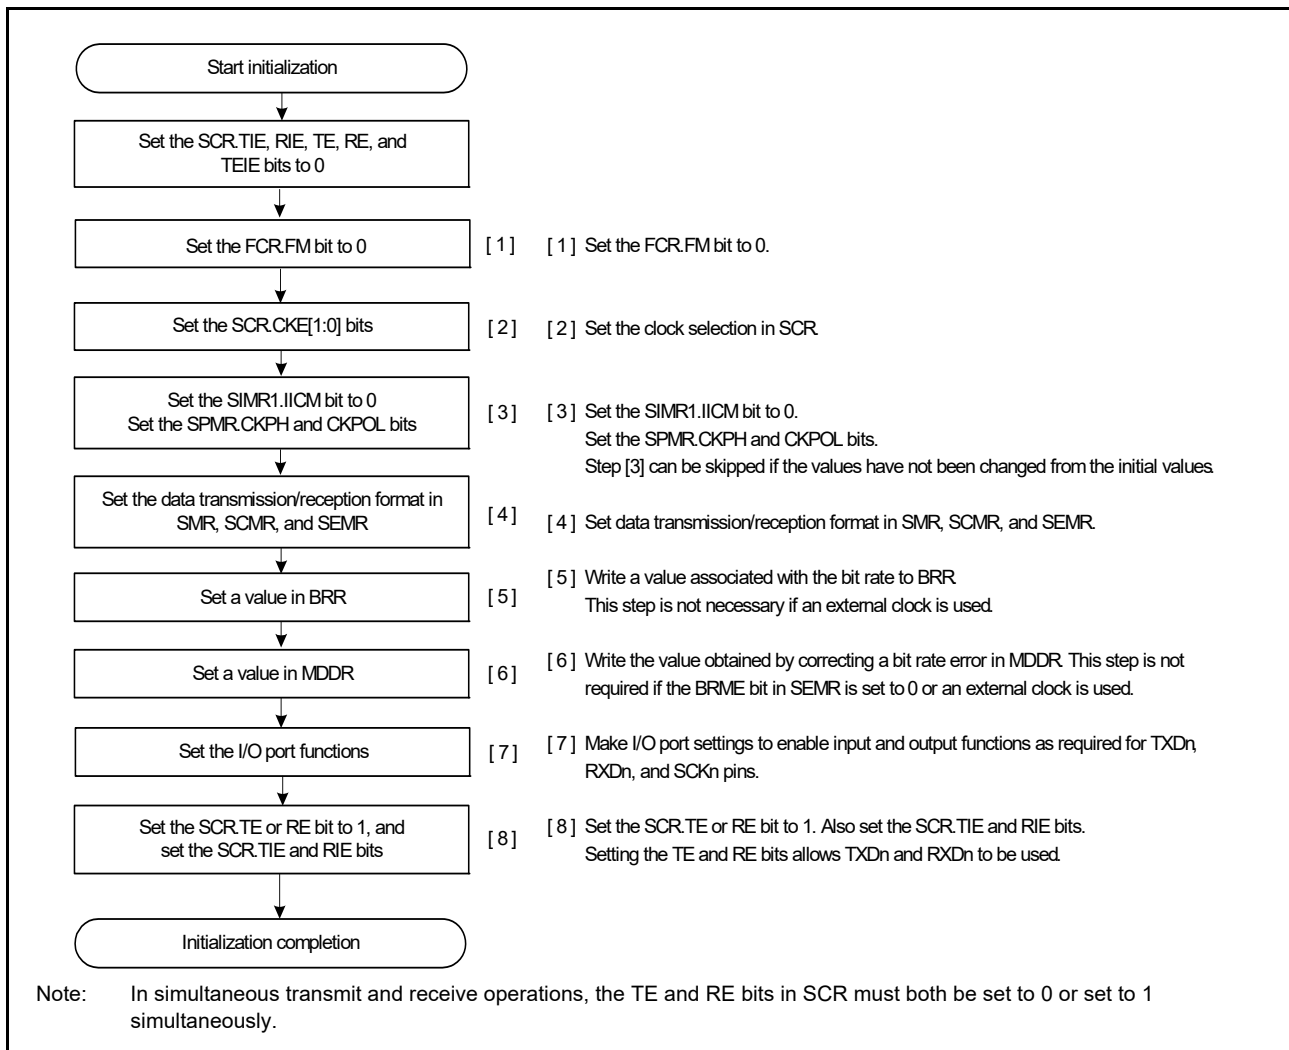 Start initialization
Set the SCR.TIE, RIE, TE, RE, and
TEIE bits to 0
Set the FCR.FM bit to 0
[ 1 ]
[ 1 ] Set the FCR.FM bit to 0.
Set the SCR.CKE[1:0] bits
[ 2 ]
[ 2 ] Set the clock selection in SCR.
Set the SIMR1.IICM bit to 0
Set the SPMR.CKPH and CKPOL bits
[ 3 ]
[ 3 ] Set the SIMR1.IICM bit to 0.
Set the SPMR.CKPH and CKPOL bits.
Step [3] can be skipped if the values have not been changed from the initial values.
Set the data transmission/reception format in
SMR, SCMR, and SEMR
[ 4 ]
[ 4 ] Set data transmission/reception format in SMR, SCMR, and SEMR.
Set a value in BRR
[ 5 ]
[ 5 ] Write a value associated with the bit rate to BRR.
This step is not necessary if an external clock is used.
Set a value in MDDR
[ 6 ]
[ 6 ] Write the value obtained by correcting a bit rate error in MDDR. This step is not
required if the BRME bit in SEMR is set to 0 or an external clock is used.
Set the I/O port functions
[ 7 ]
[ 7 ] Make I/O port settings to enable input and output functions as required for TXDn,
RXDn, and SCKn pins.
Set the SCR.TE or RE bit to 1, and
set the SCR.TIE and RIE bits
[ 8 ]
[ 8 ] Set the SCR.TE or RE bit to 1. Also set the SCR.TIE and RIE bits.
Setting the TE and RE bits allows TXDn and RXDn to be used.
Initialization completion
Note: In simultaneous transmit and receive operations, the TE and RE bits in SCR must both be set to 0 or set to 1
simultaneously.